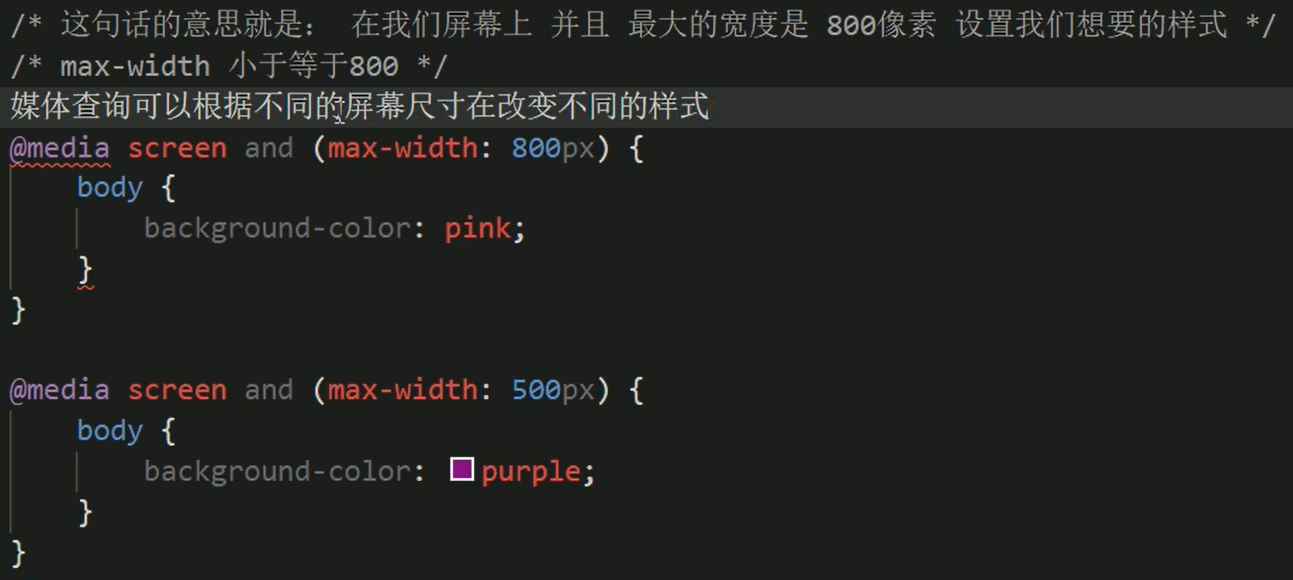 /* 这句话的意思就是： 在我们屏幕上 并且 最大的宽度是 800像素 设置我们想要的样式 */
/* max-width 小于等于800 */
媒体查询可以根据不同的屏幕尺寸在改变不同的样式
@media screen and (max-width: 800px) {
body {
background-color: pink;
}
}
@media screen and (max-width: 500px) {
body {
background-color: purple;
}
}